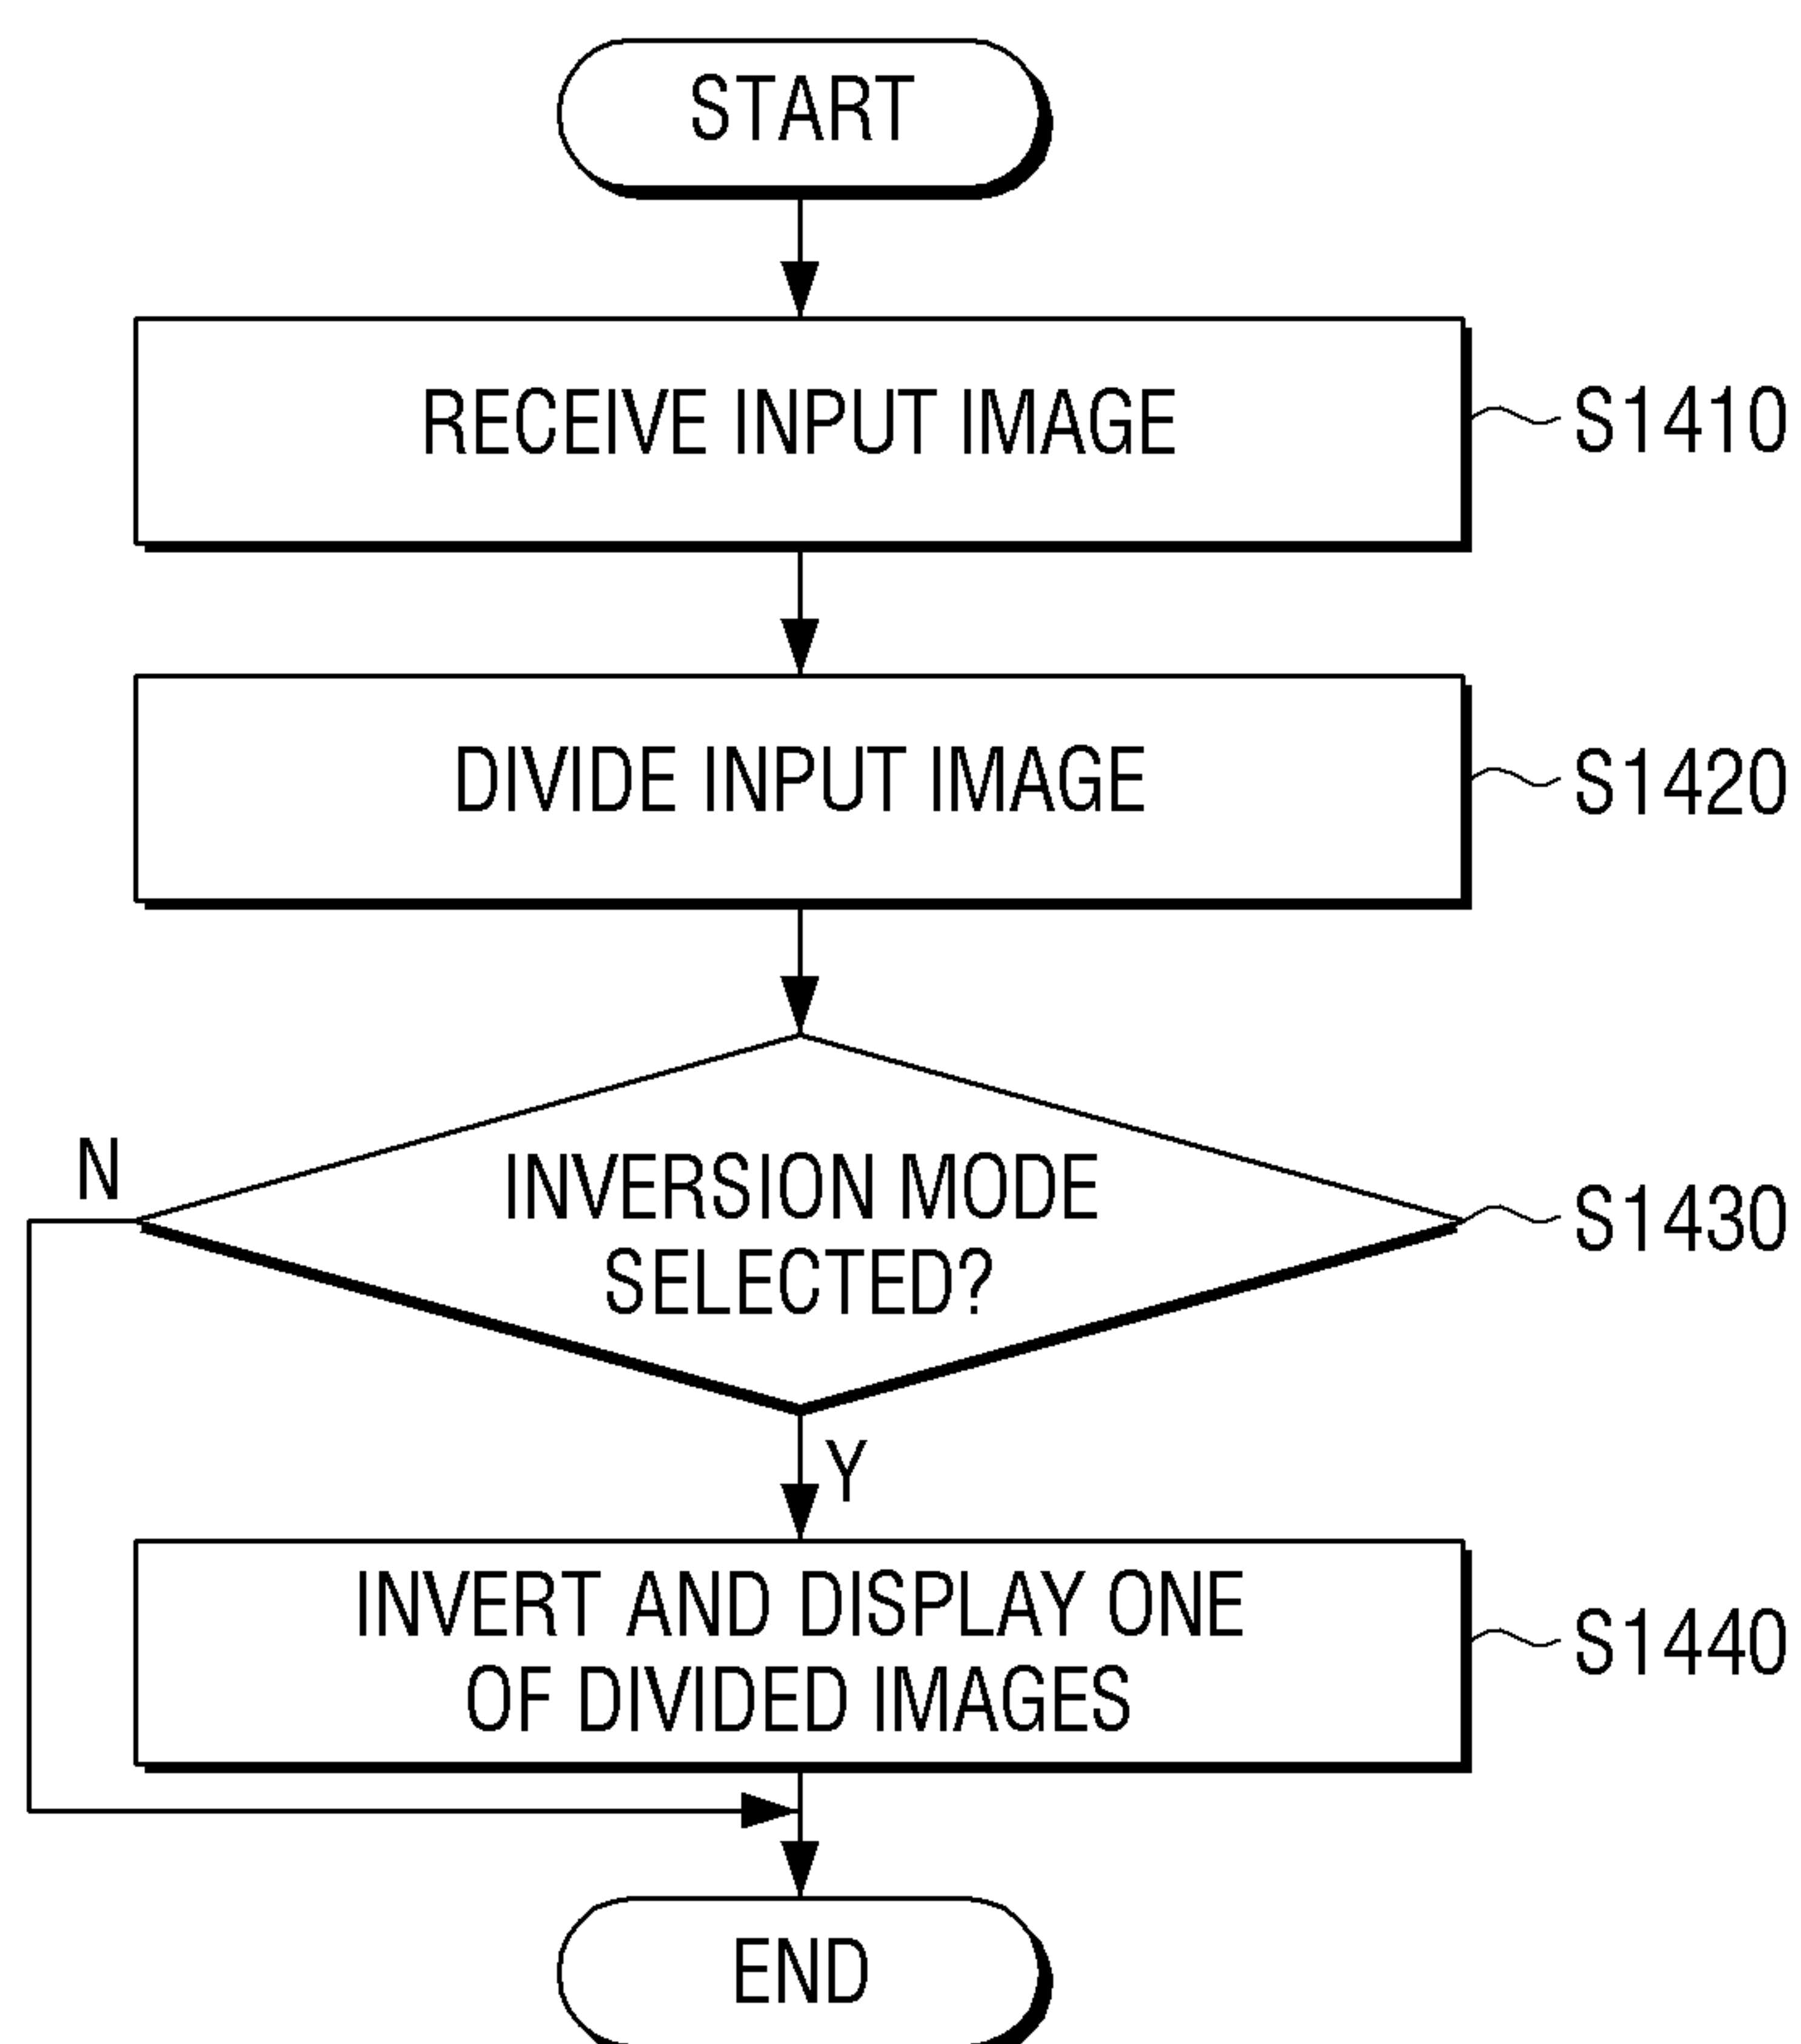 START
RECEIVE INPUT IMAGE
S1410
DIVIDE INPUT IMAGE
S1420
N
INVERSION MODE
SELECTED?
S1430
Y
INVERT AND DISPLAY ONE
OF DIVIDED IMAGES
S1440
END